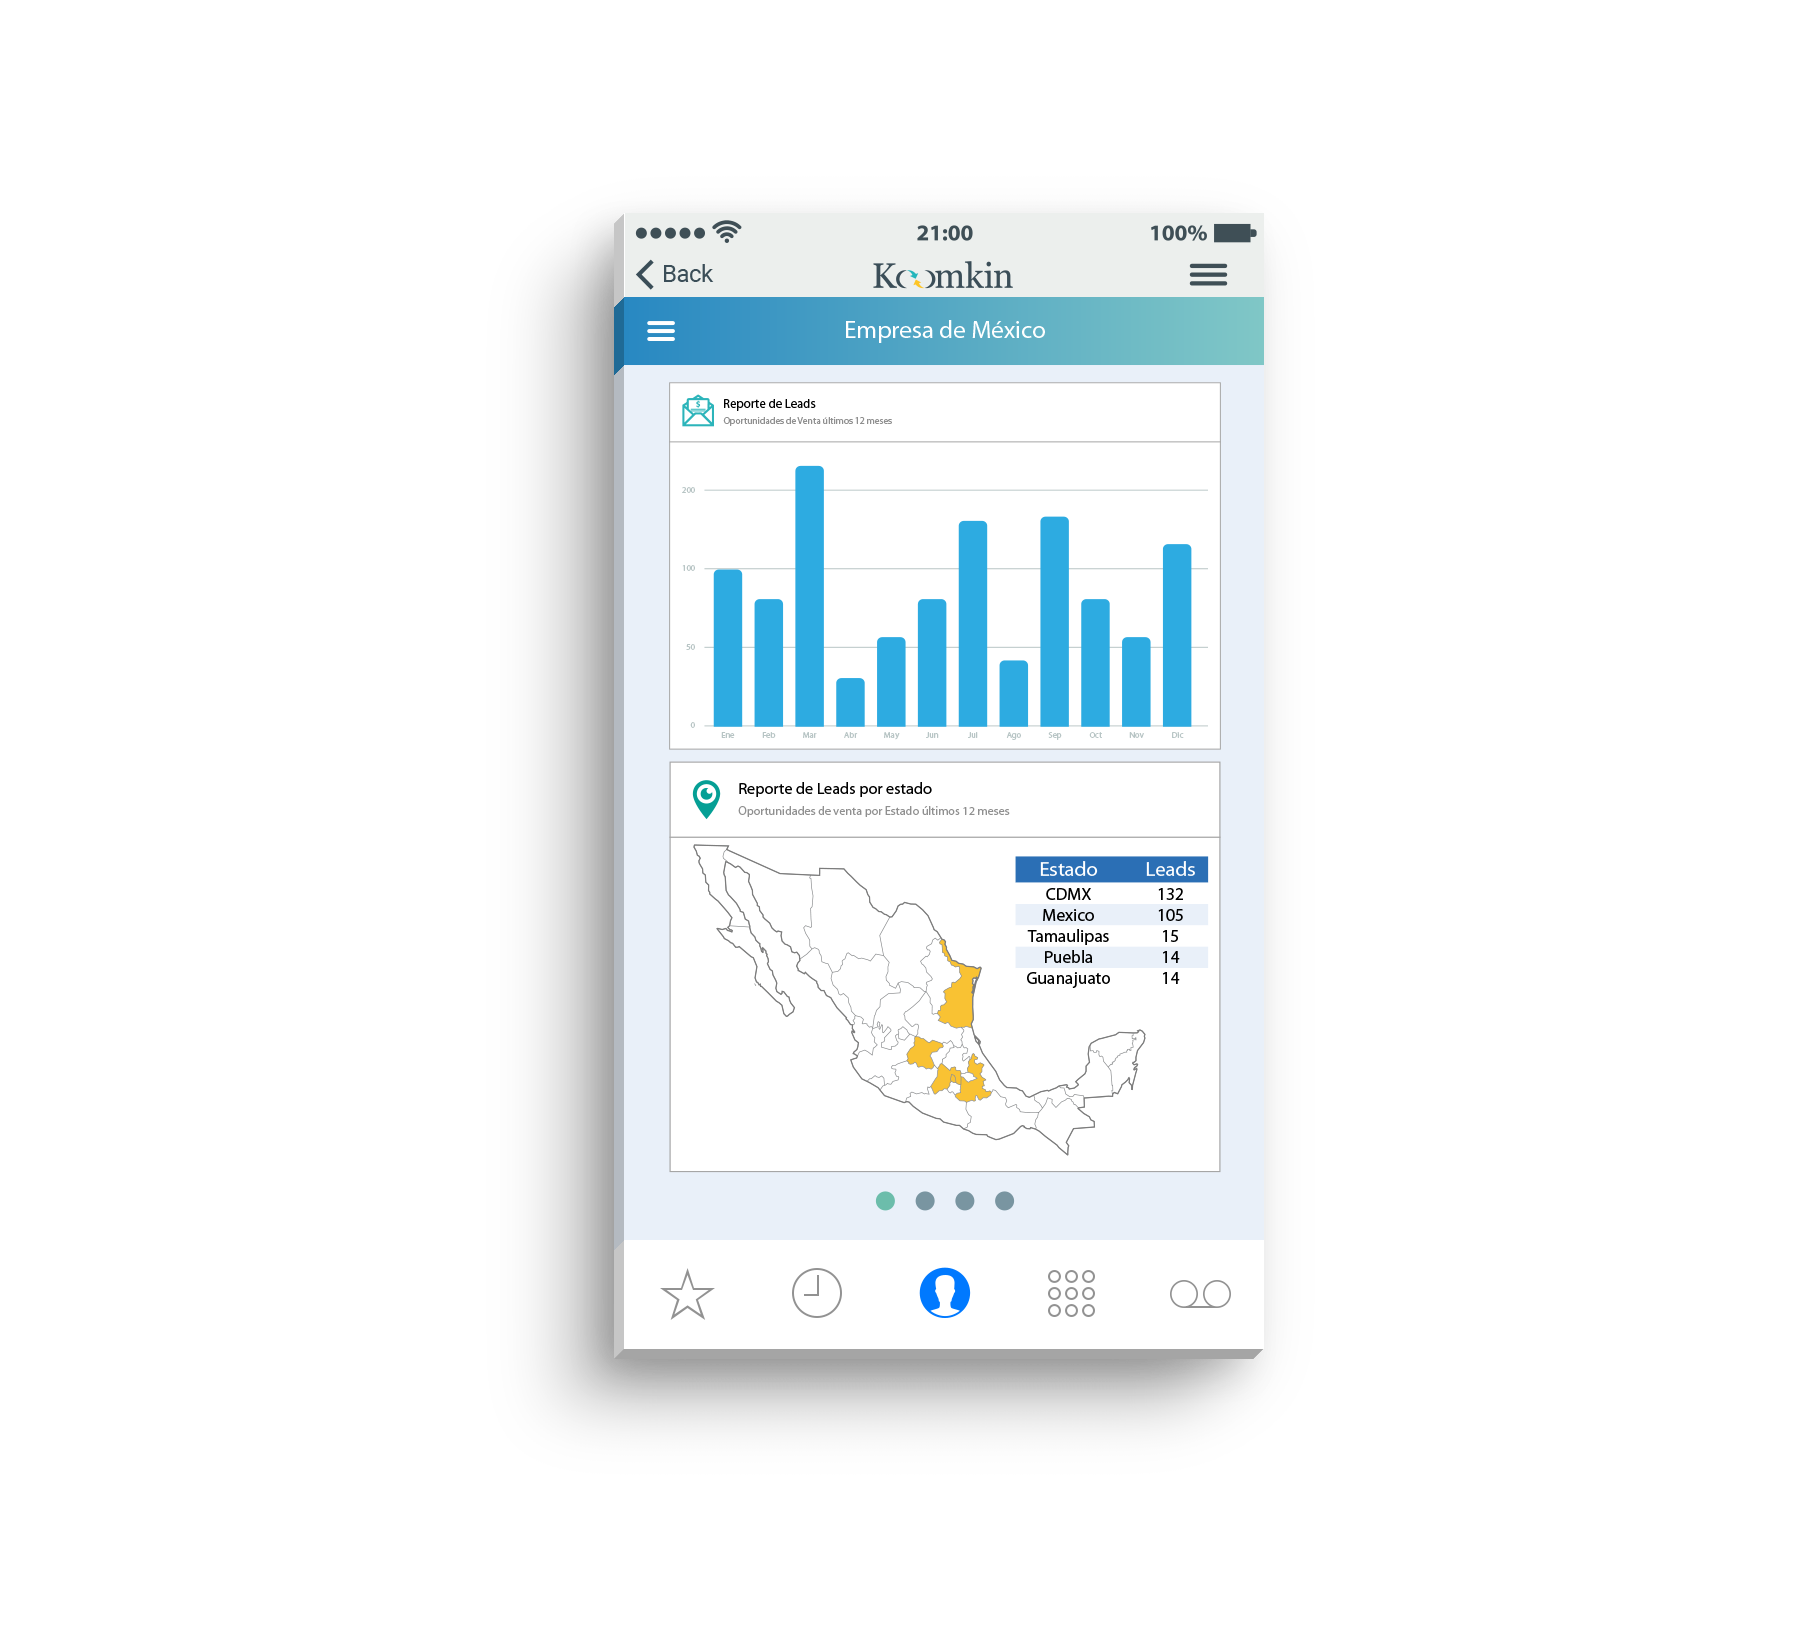 21:00 100%
Back Koomkin
Empresa de México
Reporte de Leads
Oportunidades de Venta últimos 12 meses
200
100
50
0
Ene Feb Mar Abr May Jun Jul Ago Sep Oct Nov Dic
Reporte de Leads por estado
Oportunidades de venta por Estado últimos 12 meses
Estado Leads
CDMX 132
Mexico 105
Tamaulipas 15
Puebla 14
Guanajuato 14